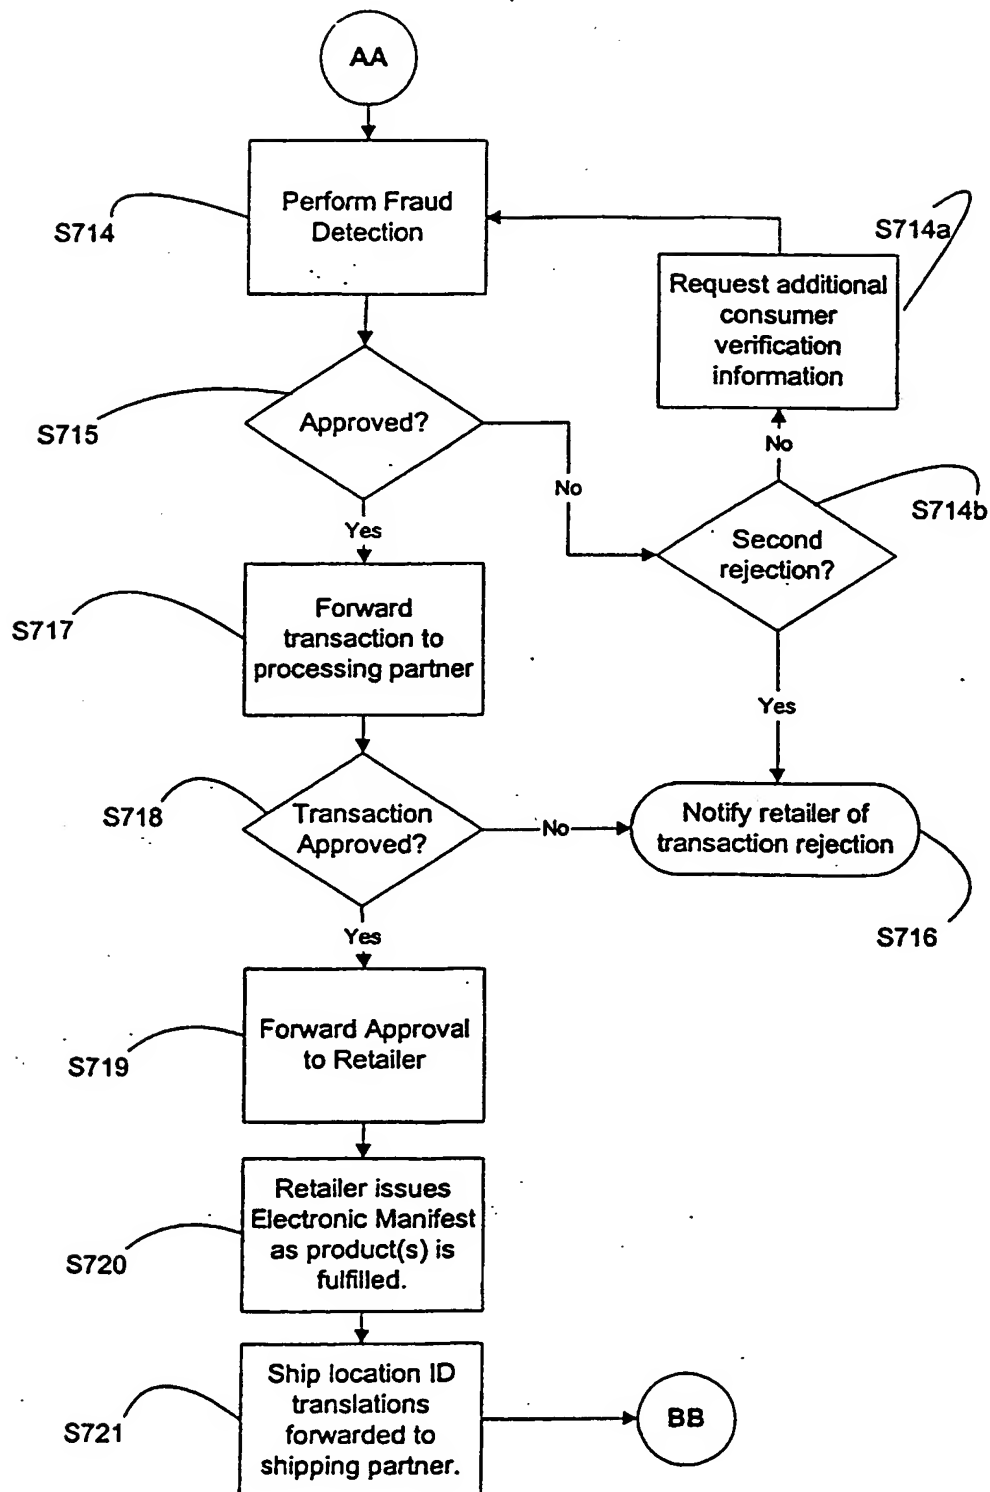 AA
Perform Fraud
Detection
S714
S714a
Request additional
consumer
verification
information
Approved?
S715
No
No
S714b
Second
rejection?
Yes
Forward
transaction to
processing partner
S717
Yes
Transaction
Approved?
S718
No
Notify retailer of
transaction rejection
S716
Yes
Forward Approval
to Retailer
S719
Retailer issues
Electronic Manifest
as product(s) is
fulfilled.
S720
Ship location ID
translations
forwarded to
shipping partner.
S721
BB